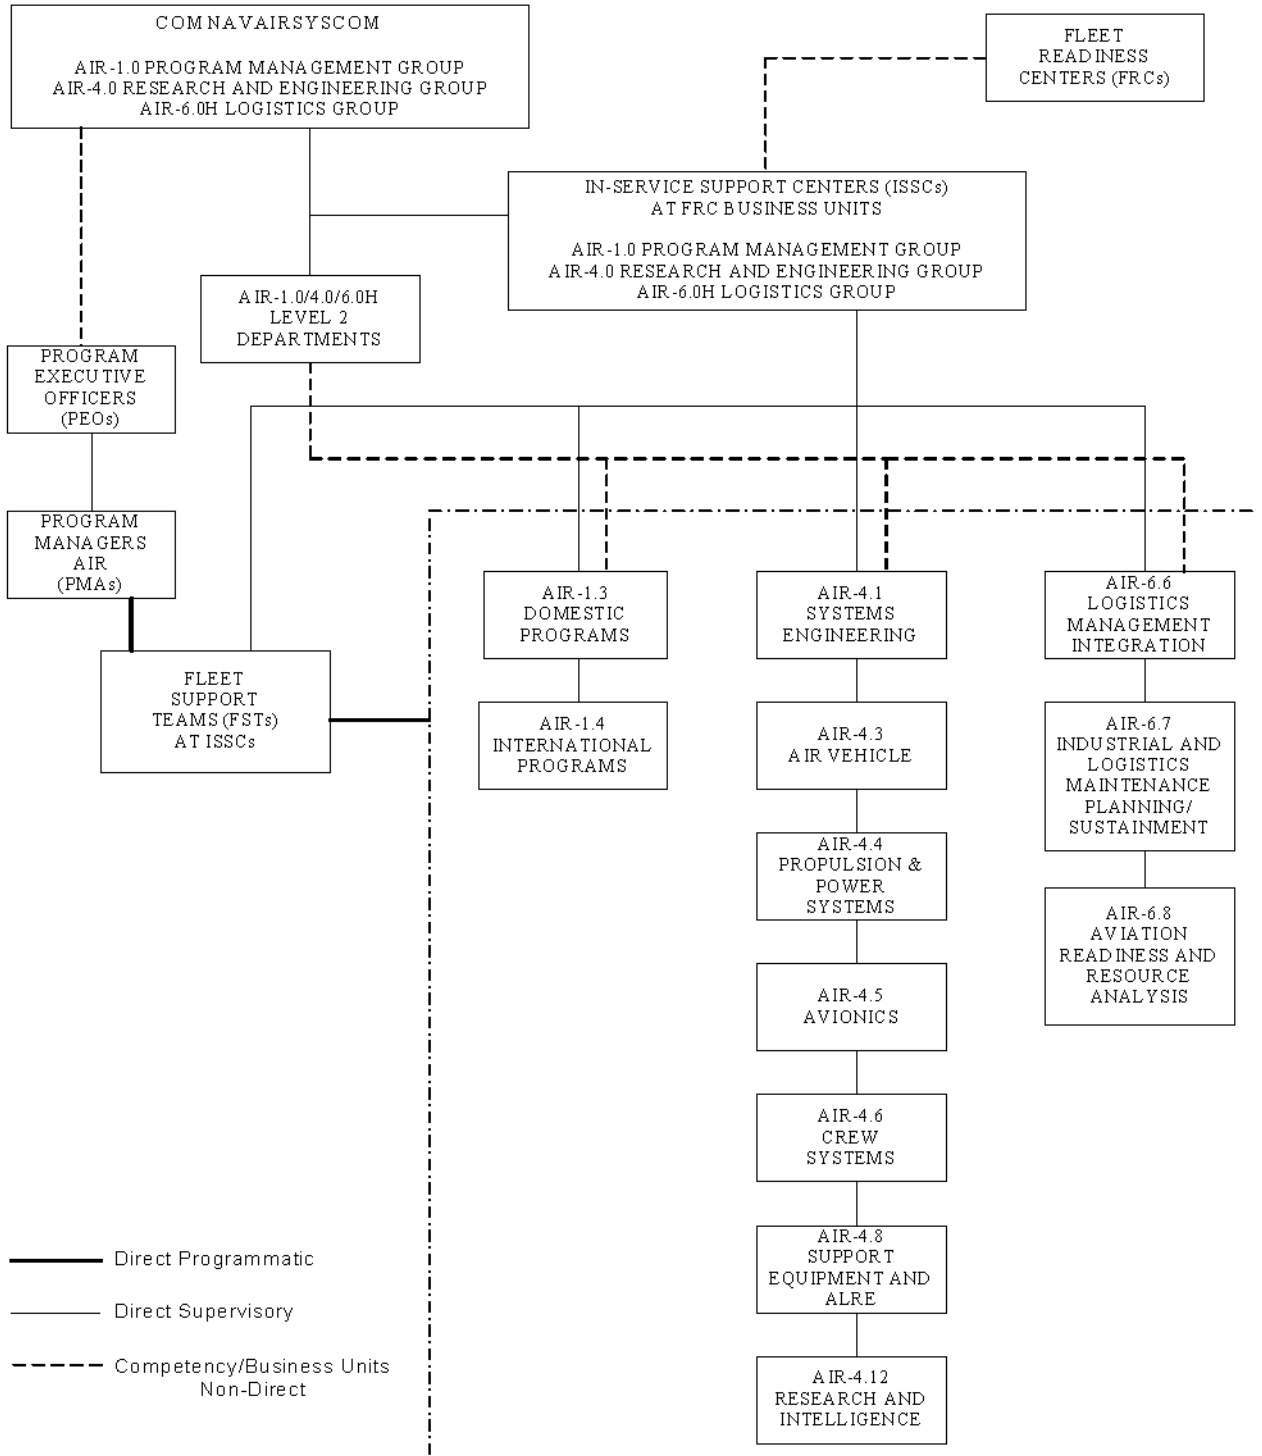 COMNAVAIRSYSCOM
AIR-1.0 PROGRAM MANAGEMENT GROUP
AIR-4.0 RESEARCH AND ENGINEERING GROUP
AIR-6.0H LOGISTICS GROUP
FLEET
READINESS
CENTERS (FRCs)
IN-SERVICE SUPPORT CENTERS (ISSCs)
AT FRC BUSINESS UNITS
AIR-1.0 PROGRAM MANAGEMENT GROUP
AIR-4.0 RESEARCH AND ENGINEERING GROUP
AIR-6.0H LOGISTICS GROUP
AIR-1.0/4.0/6.0H
LEVEL 2
DEPARTMENTS
PROGRAM
EXECUTIVE
OFFICERS
(PEOs)
PROGRAM
MANAGERS
AIR
(PMAs)
FLEET
SUPPORT
TEAMS (FSTs)
AT ISSCs
AIR-1.3
DOMESTIC
PROGRAMS
AIR-1.4
INTERNATIONAL
PROGRAMS
AIR-4.1
SYSTEMS
ENGINEERING
AIR-4.3
AIR VEHICLE
AIR-4.4
PROPULSION &
POWER
SYSTEMS
AIR-4.5
AVIONICS
AIR-4.6
CREW
SYSTEMS
AIR-4.8
SUPPORT
EQUIPMENT AND
ALRE
AIR-4.12
RESEARCH AND
INTELLIGENCE
AIR-6.6
LOGISTICS
MANAGEMENT
INTEGRATION
AIR-6.7
INDUSTRIAL AND
LOGISTICS
MAINTENANCE
PLANNING/
SUSTAINMENT
AIR-6.8
AVIATION
READINESS AND
RESOURCE
ANALYSIS
Direct Programmatic
Direct Supervisory
Competency/Business Units
Non-Direct